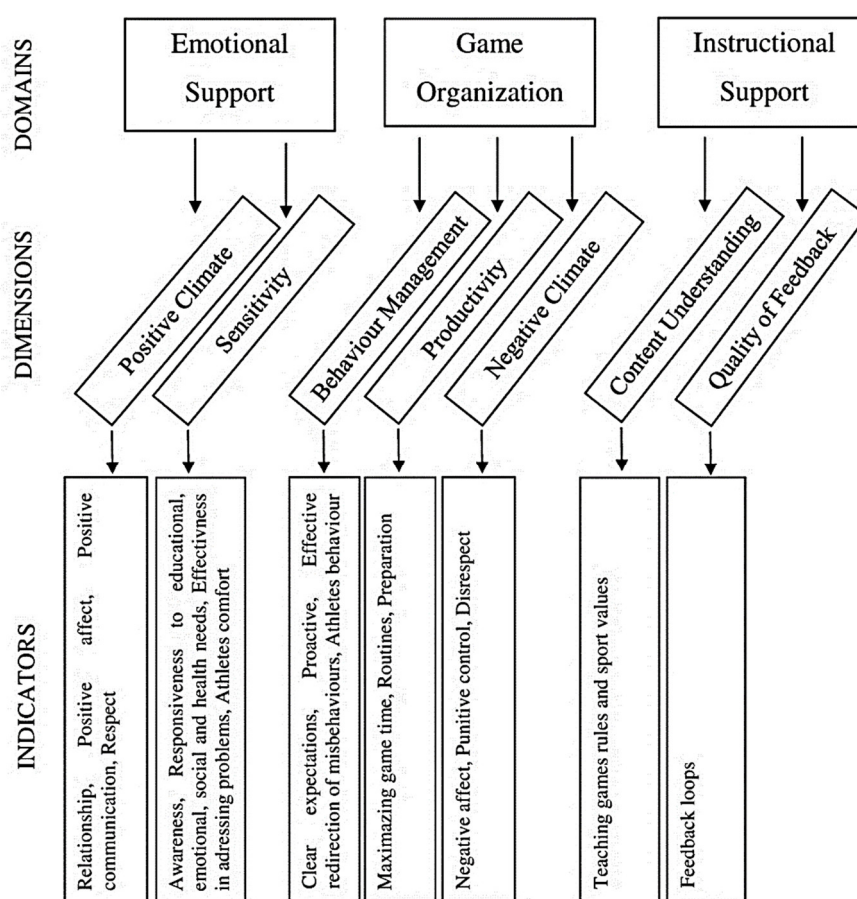 DOMAINS
Emotional
Support
Game
Organization
Instructional
Support
DIMENSIONS
Positive Climate
Sensitivity
Behaviour Management
Productivity
Negative Climate
Content Understanding
Quality of Feedback
INDICATORS
Relationship, Positive affect, Positive
communication, Respect
Awareness, Responsiveness to educational,
emotional, social and health needs, Effectivness
in adressing problems, Athletes comfort
Clear expectations, Proactive, Effective
redirection of misbehaviours, Athletes behaviour
Maximazing game time, Routines, Preparation
Negative affect, Punitive control, Disrespect
Teaching games rules and sport values
Feedback loops